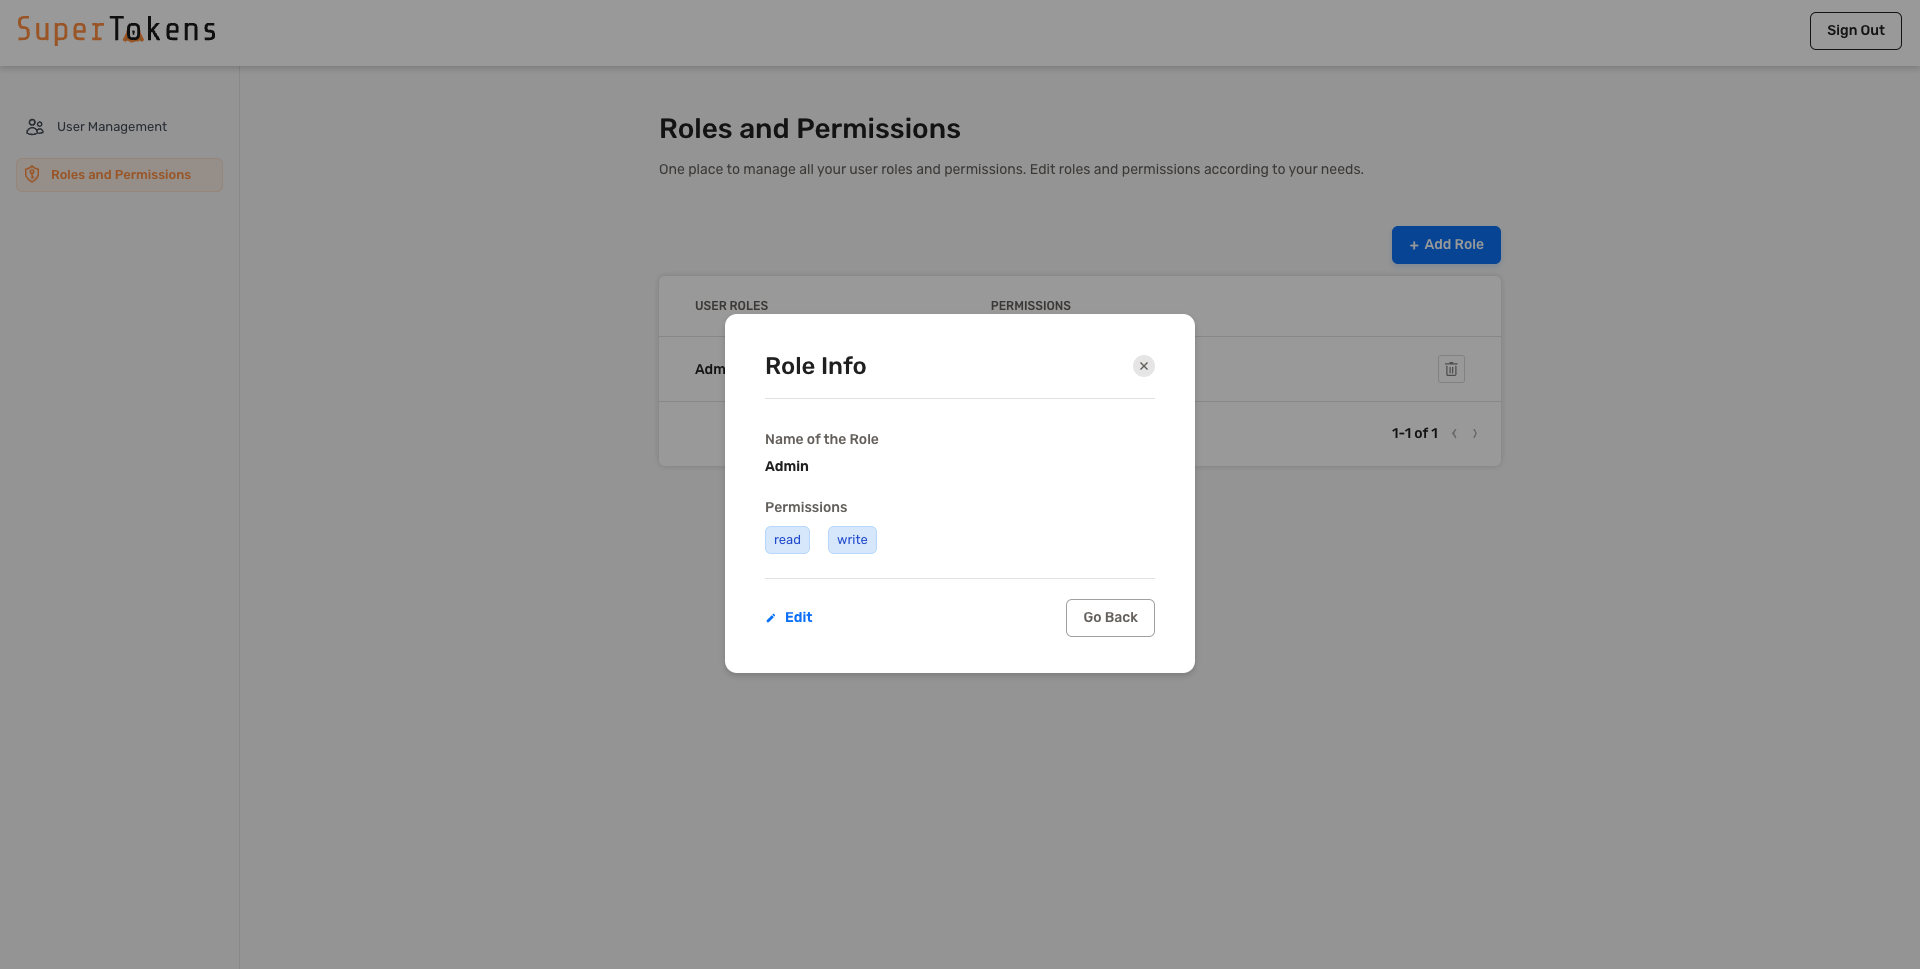 SuperTokens
Sign Out
User Management
Roles and Permissions
Roles and Permissions
One place to manage all your user roles and permissions. Edit roles and permissions according to your needs.
+ Add Role
USER ROLES PERMISSIONS
Adm
1-1 of 1
Role Info
Name of the Role
Admin
Permissions
read write
Edit
Go Back